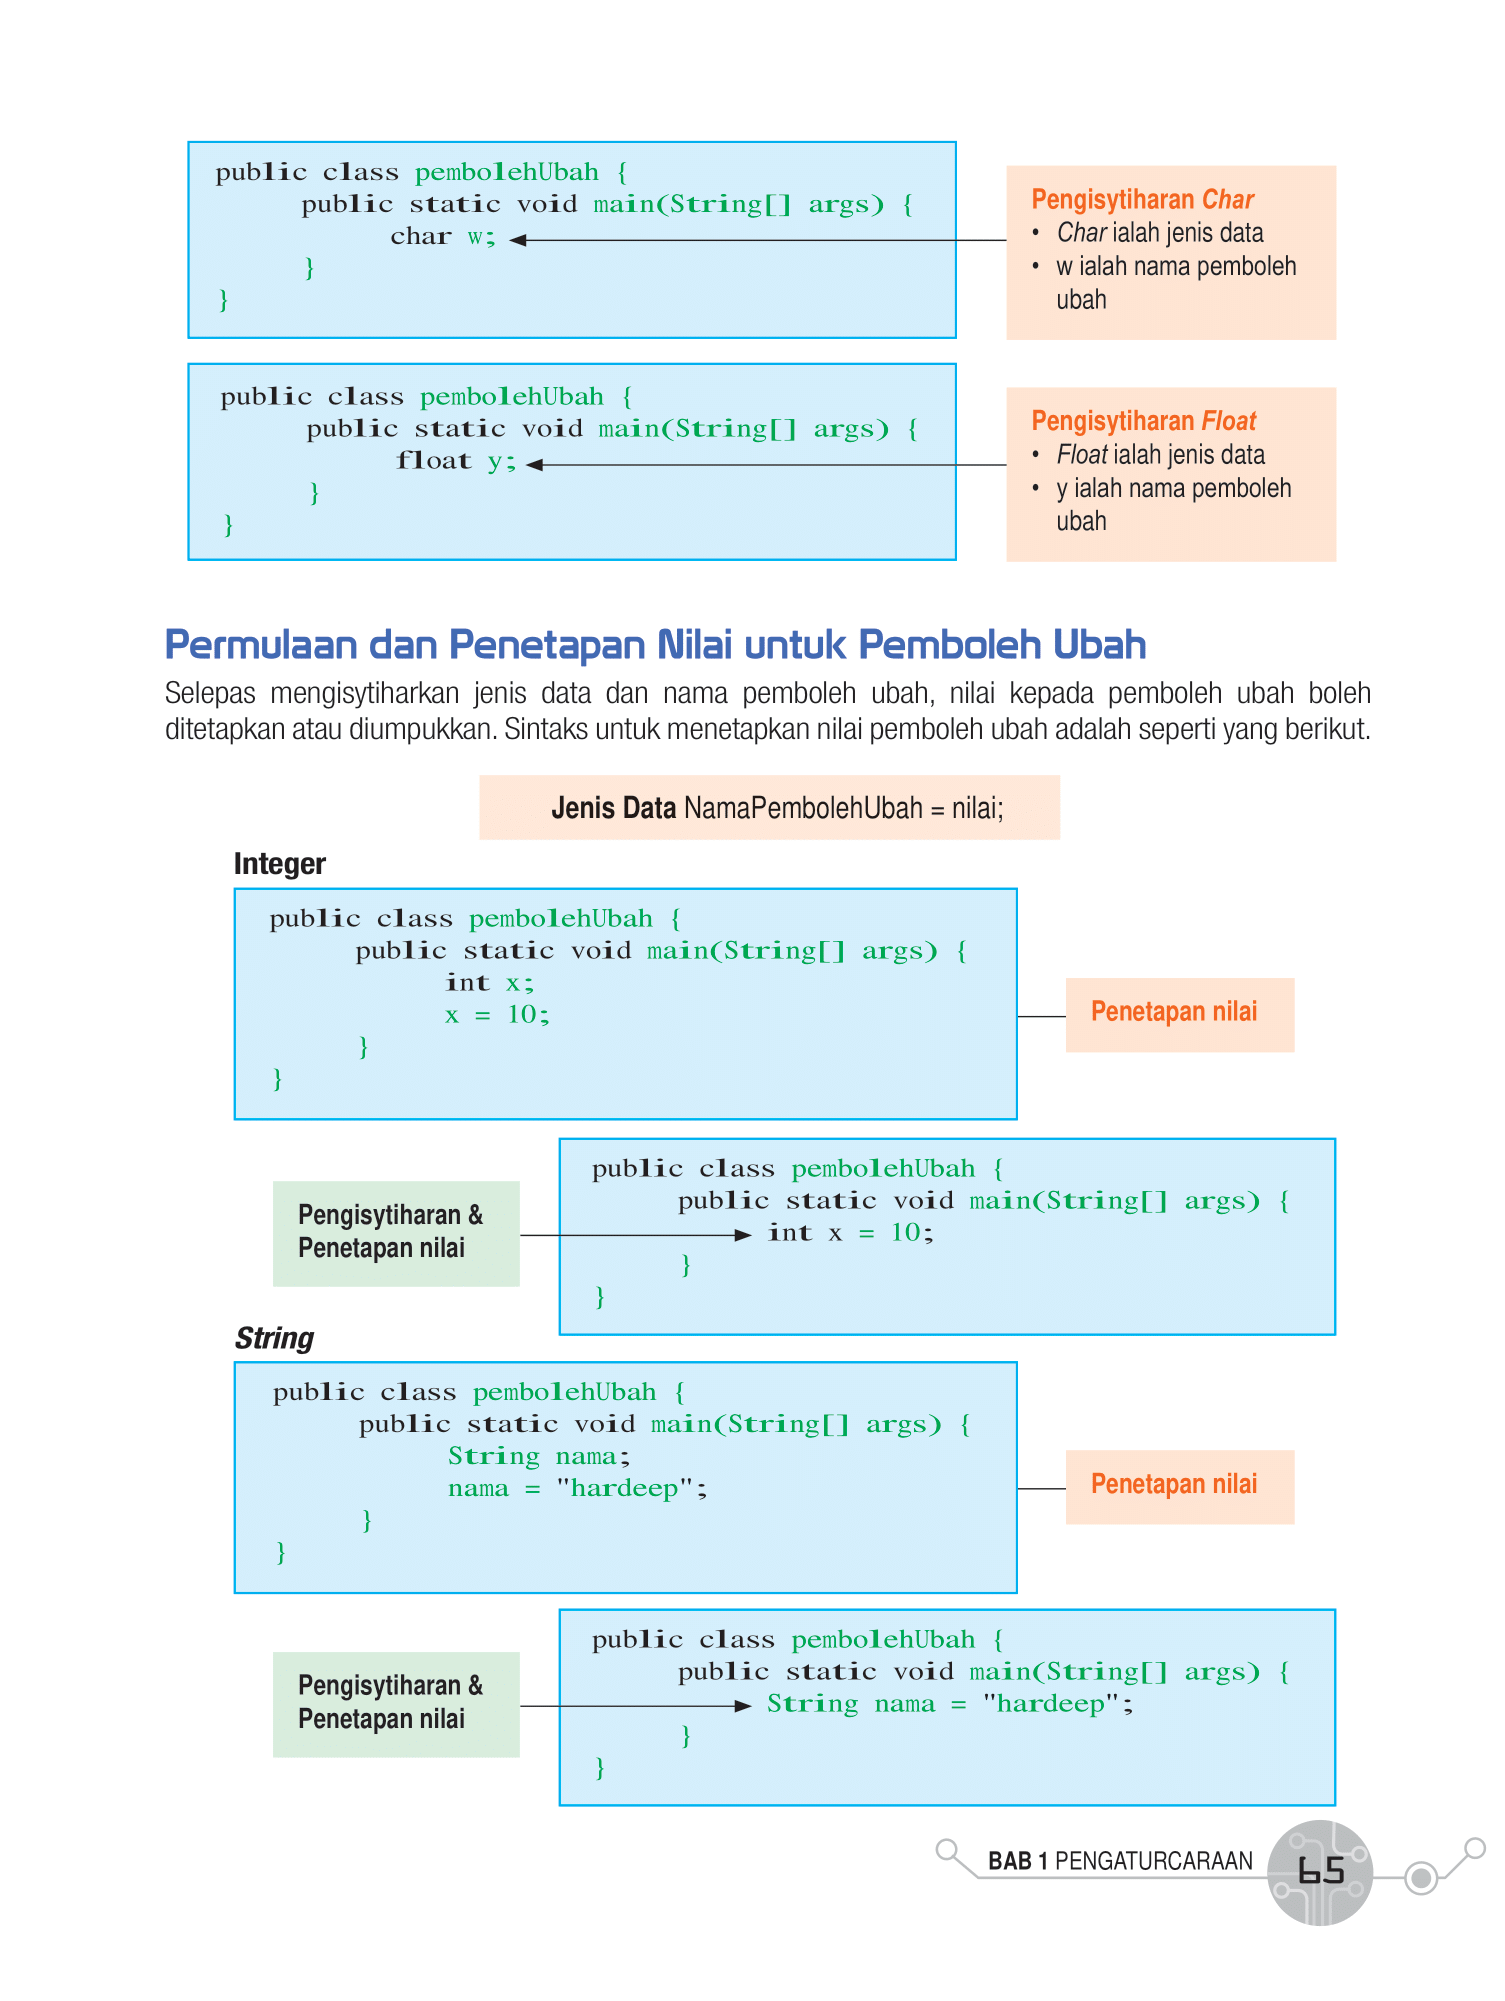 public class pembolehUbah {
public static void main(String[] args) {
char w;
}
}
Pengisytiharan Char
• Char ialah jenis data
• w ialah nama pemboleh
ubah
public class pembolehUbah {
public static void main(String[] args) {
float y;
}
}
Pengisytiharan Float
• Float ialah jenis data
• y ialah nama pemboleh
ubah
Permulaan dan Penetapan Nilai untuk Pemboleh Ubah
Selepas mengisytiharkan jenis data dan nama pemboleh ubah, nilai kepada pemboleh ubah boleh
ditetapkan atau diumpukkan. Sintaks untuk menetapkan nilai pemboleh ubah adalah seperti yang berikut.
Jenis Data NamaPembolehUbah = nilai;
Integer
public class pembolehUbah {
public static void main(String[] args) {
int x;
x = 10;
}
}
Penetapan nilai
Pengisytiharan &
Penetapan nilai
public class pembolehUbah {
public static void main(String[] args) {
int x = 10;
}
}
String
public class pembolehUbah {
public static void main(String[] args) {
String nama;
nama = "hardeep";
}
}
Penetapan nilai
Pengisytiharan &
Penetapan nilai
public class pembolehUbah {
public static void main(String[] args) {
String nama = "hardeep";
}
}
BAB 1 PENGATURCARAAN 65